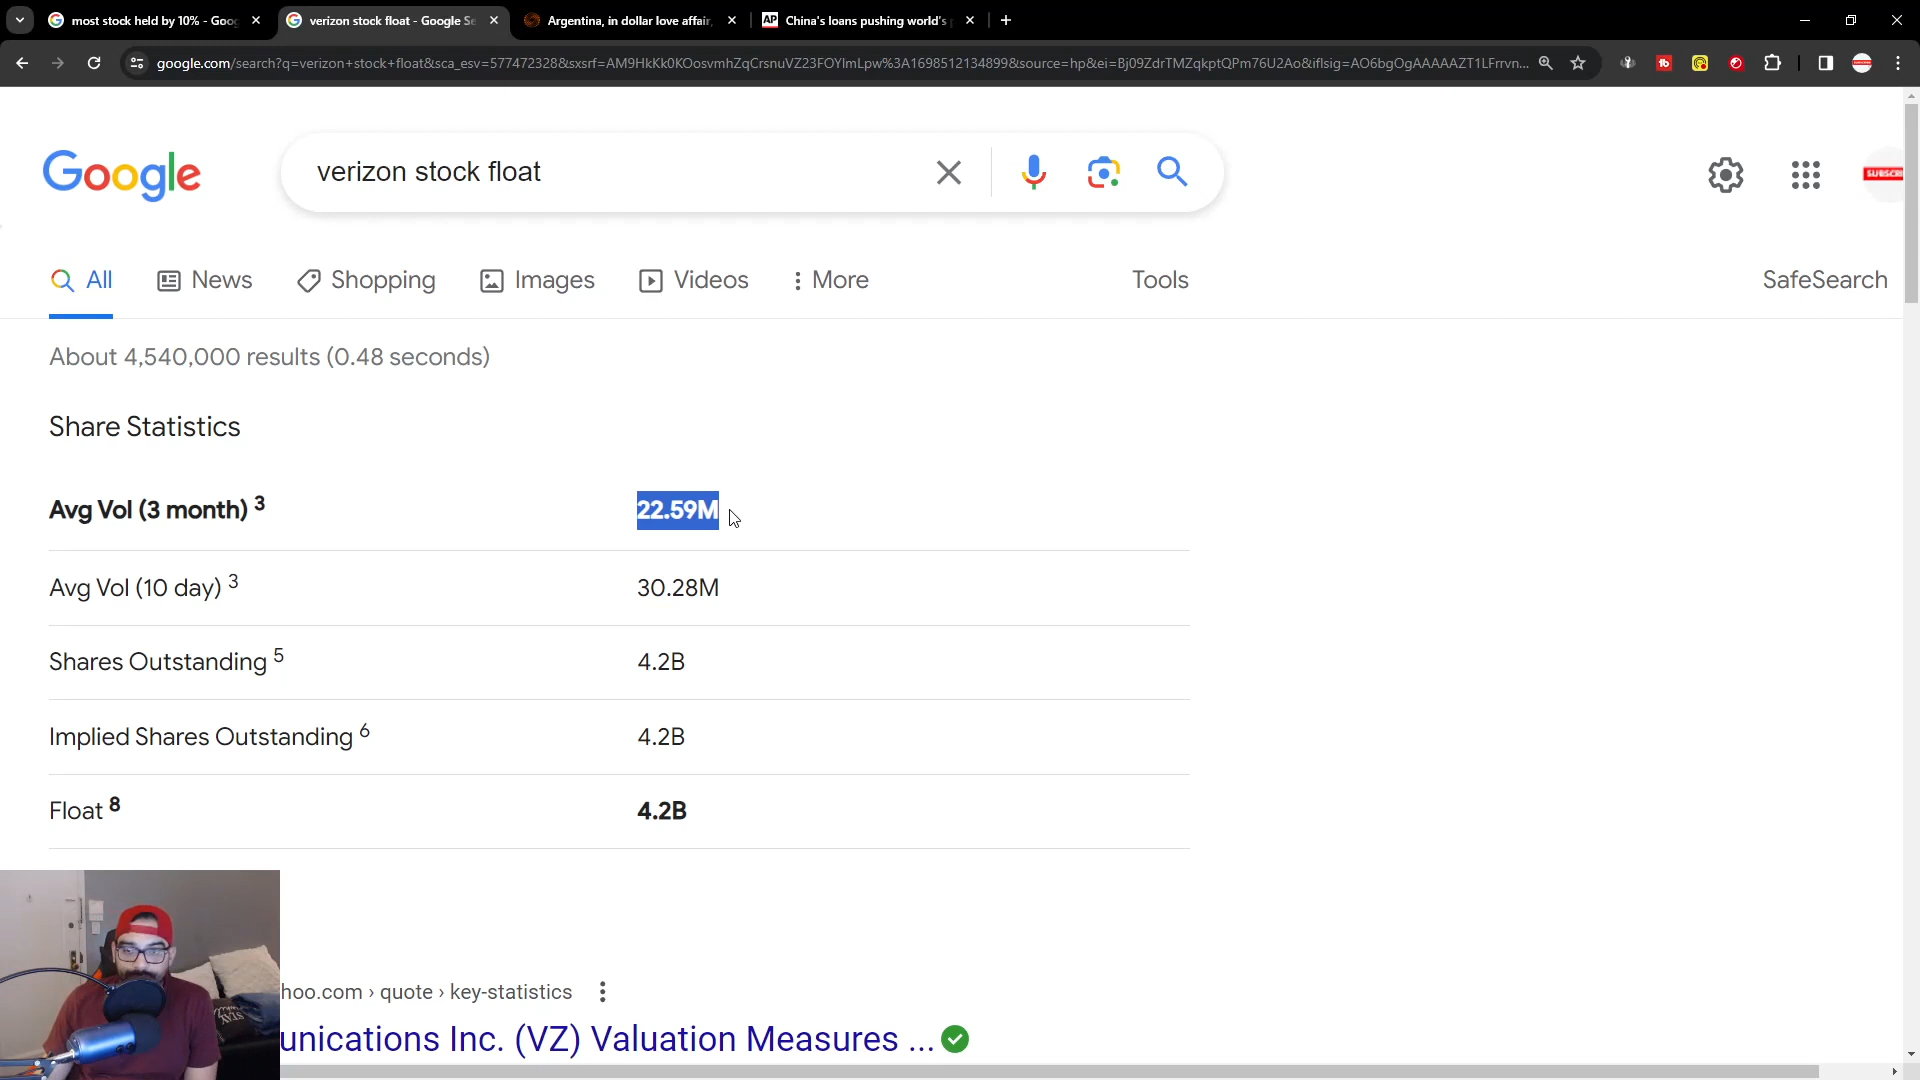 most stock held by 10% - Goog
verizon stock float - Google Se
Argentina, in dollar love affair,
AP China's loans pushing world's p
google.com/search?q=verizon+stock+float&sca_esv=577472328&sxsrf=AM9HkKk0KOosvmhZqCrsnuVZ23FOYlmLpw%3A1698512134899&source=hp&ei=Bj09ZdrTMZqkptQPm76U2Ao&iflsig=AO6bgOgAAAAAZT1LFrrvn...
Google
verizon stock float
SUBSCRI
All
News
Shopping
Images
Videos
More
Tools
SafeSearch
About 4,540,000 results (0.48 seconds)
Share Statistics
Avg Vol (3 month) 3 22.59M
Avg Vol (10 day) 3 30.28M
Shares Outstanding 5 4.2B
Implied Shares Outstanding 6 4.2B
Float 8 4.2B
hoo.com › quote › key-statistics
unications Inc. (VZ) Valuation Measures ...